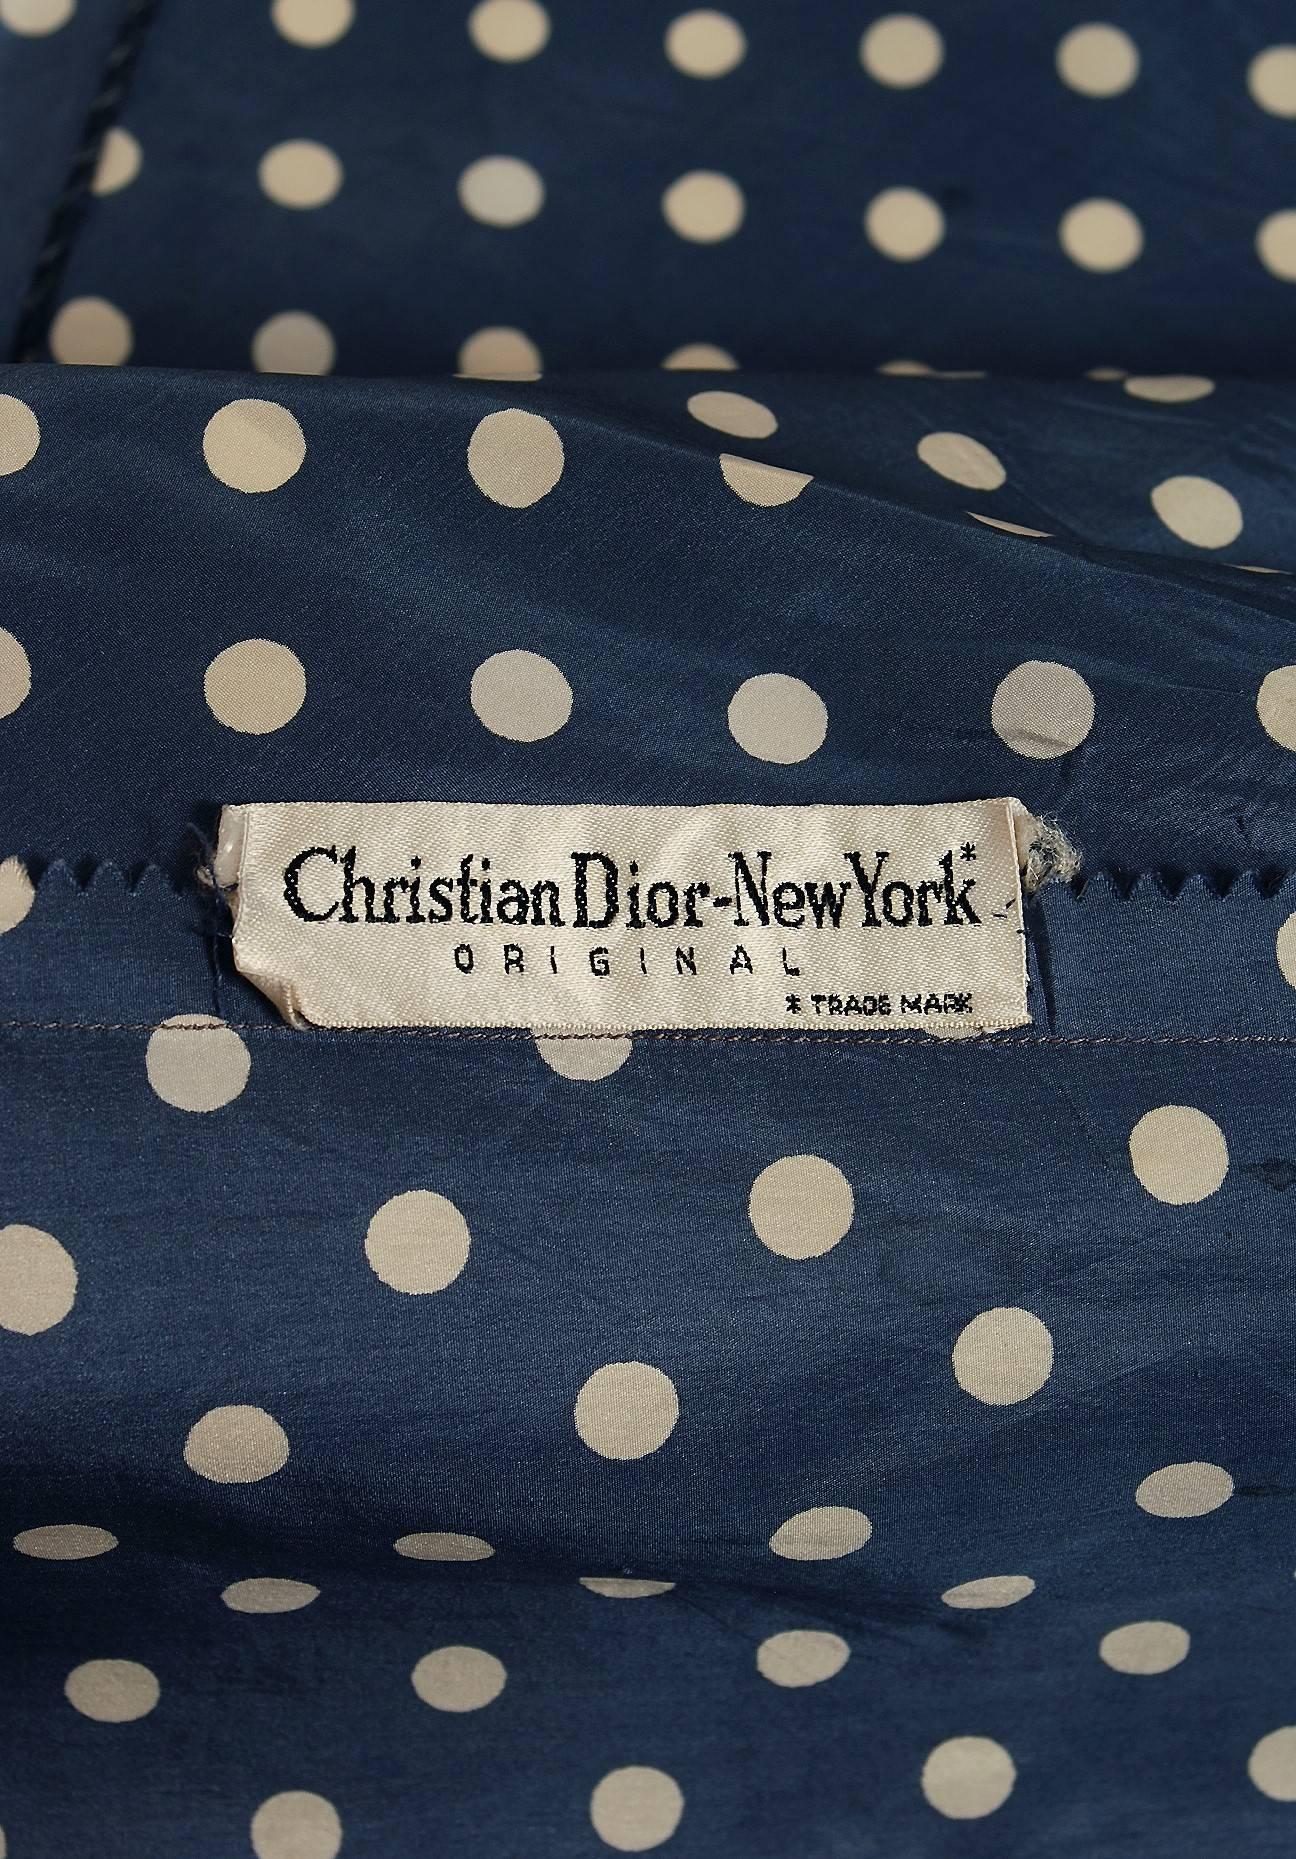 Christian Dior-New York*
ORIGINAL
* TRADE MARK